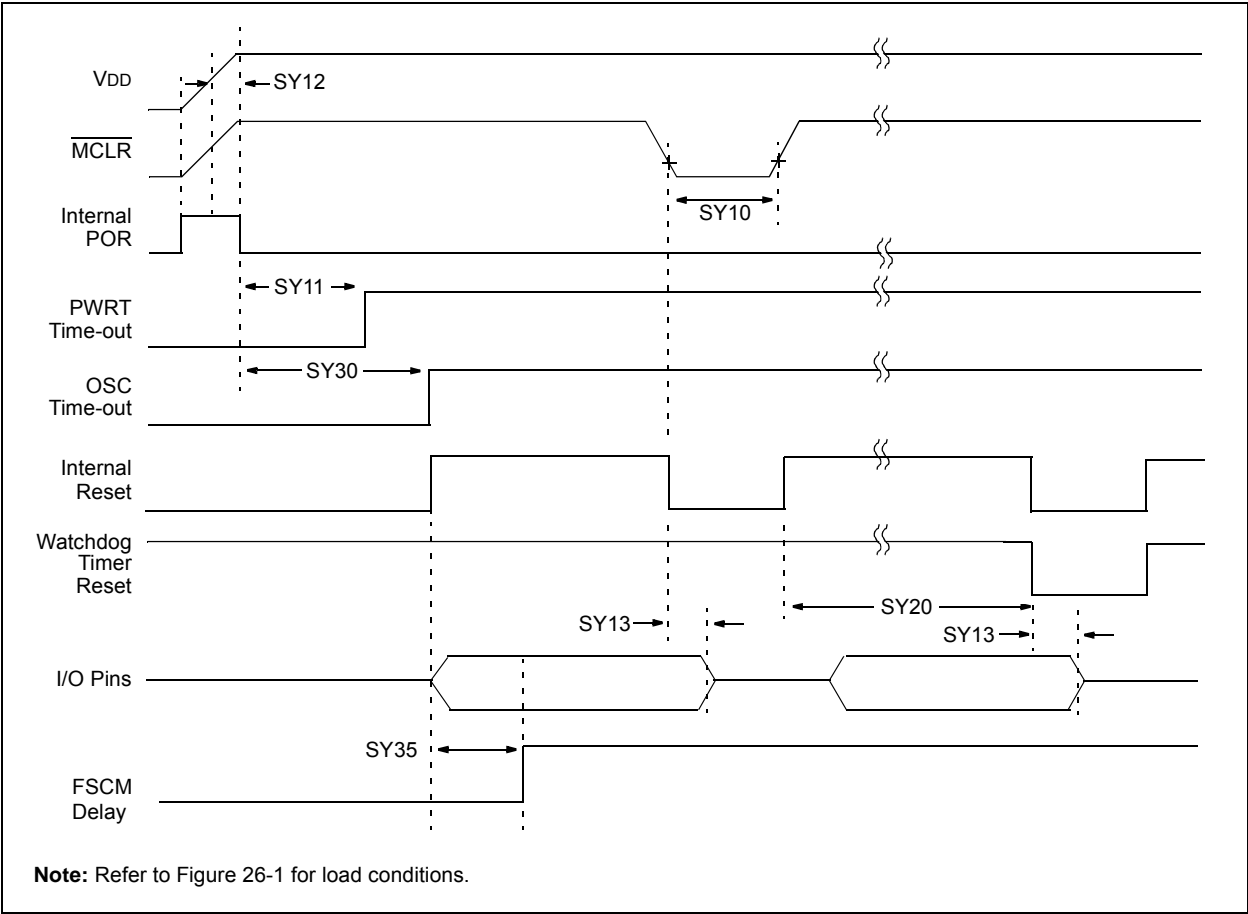 VDD
SY12
MCLR
SY10
Internal
POR
SY11
PWRT
Time-out
SY30
OSC
Time-out
Internal
Reset
Watchdog
Timer
Reset
SY20
SY13
SY13
I/O Pins
SY35
FSCM
Delay
Note: Refer to Figure 26-1 for load conditions.